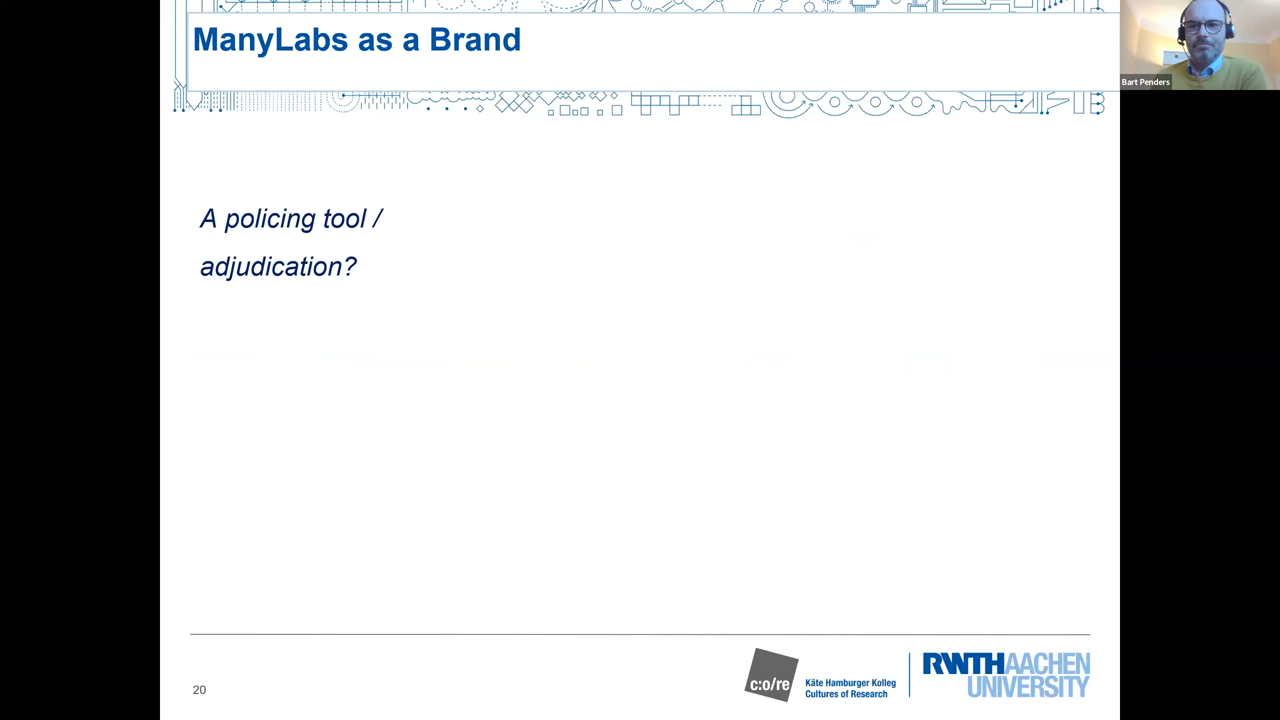 ManyLabs as a Brand
Bart Penders
A policing tool /
adjudication?
20
c:o/re
Käte Hamburger Kolleg
Cultures of Research
RWTHAACHEN
UNIVERSITY